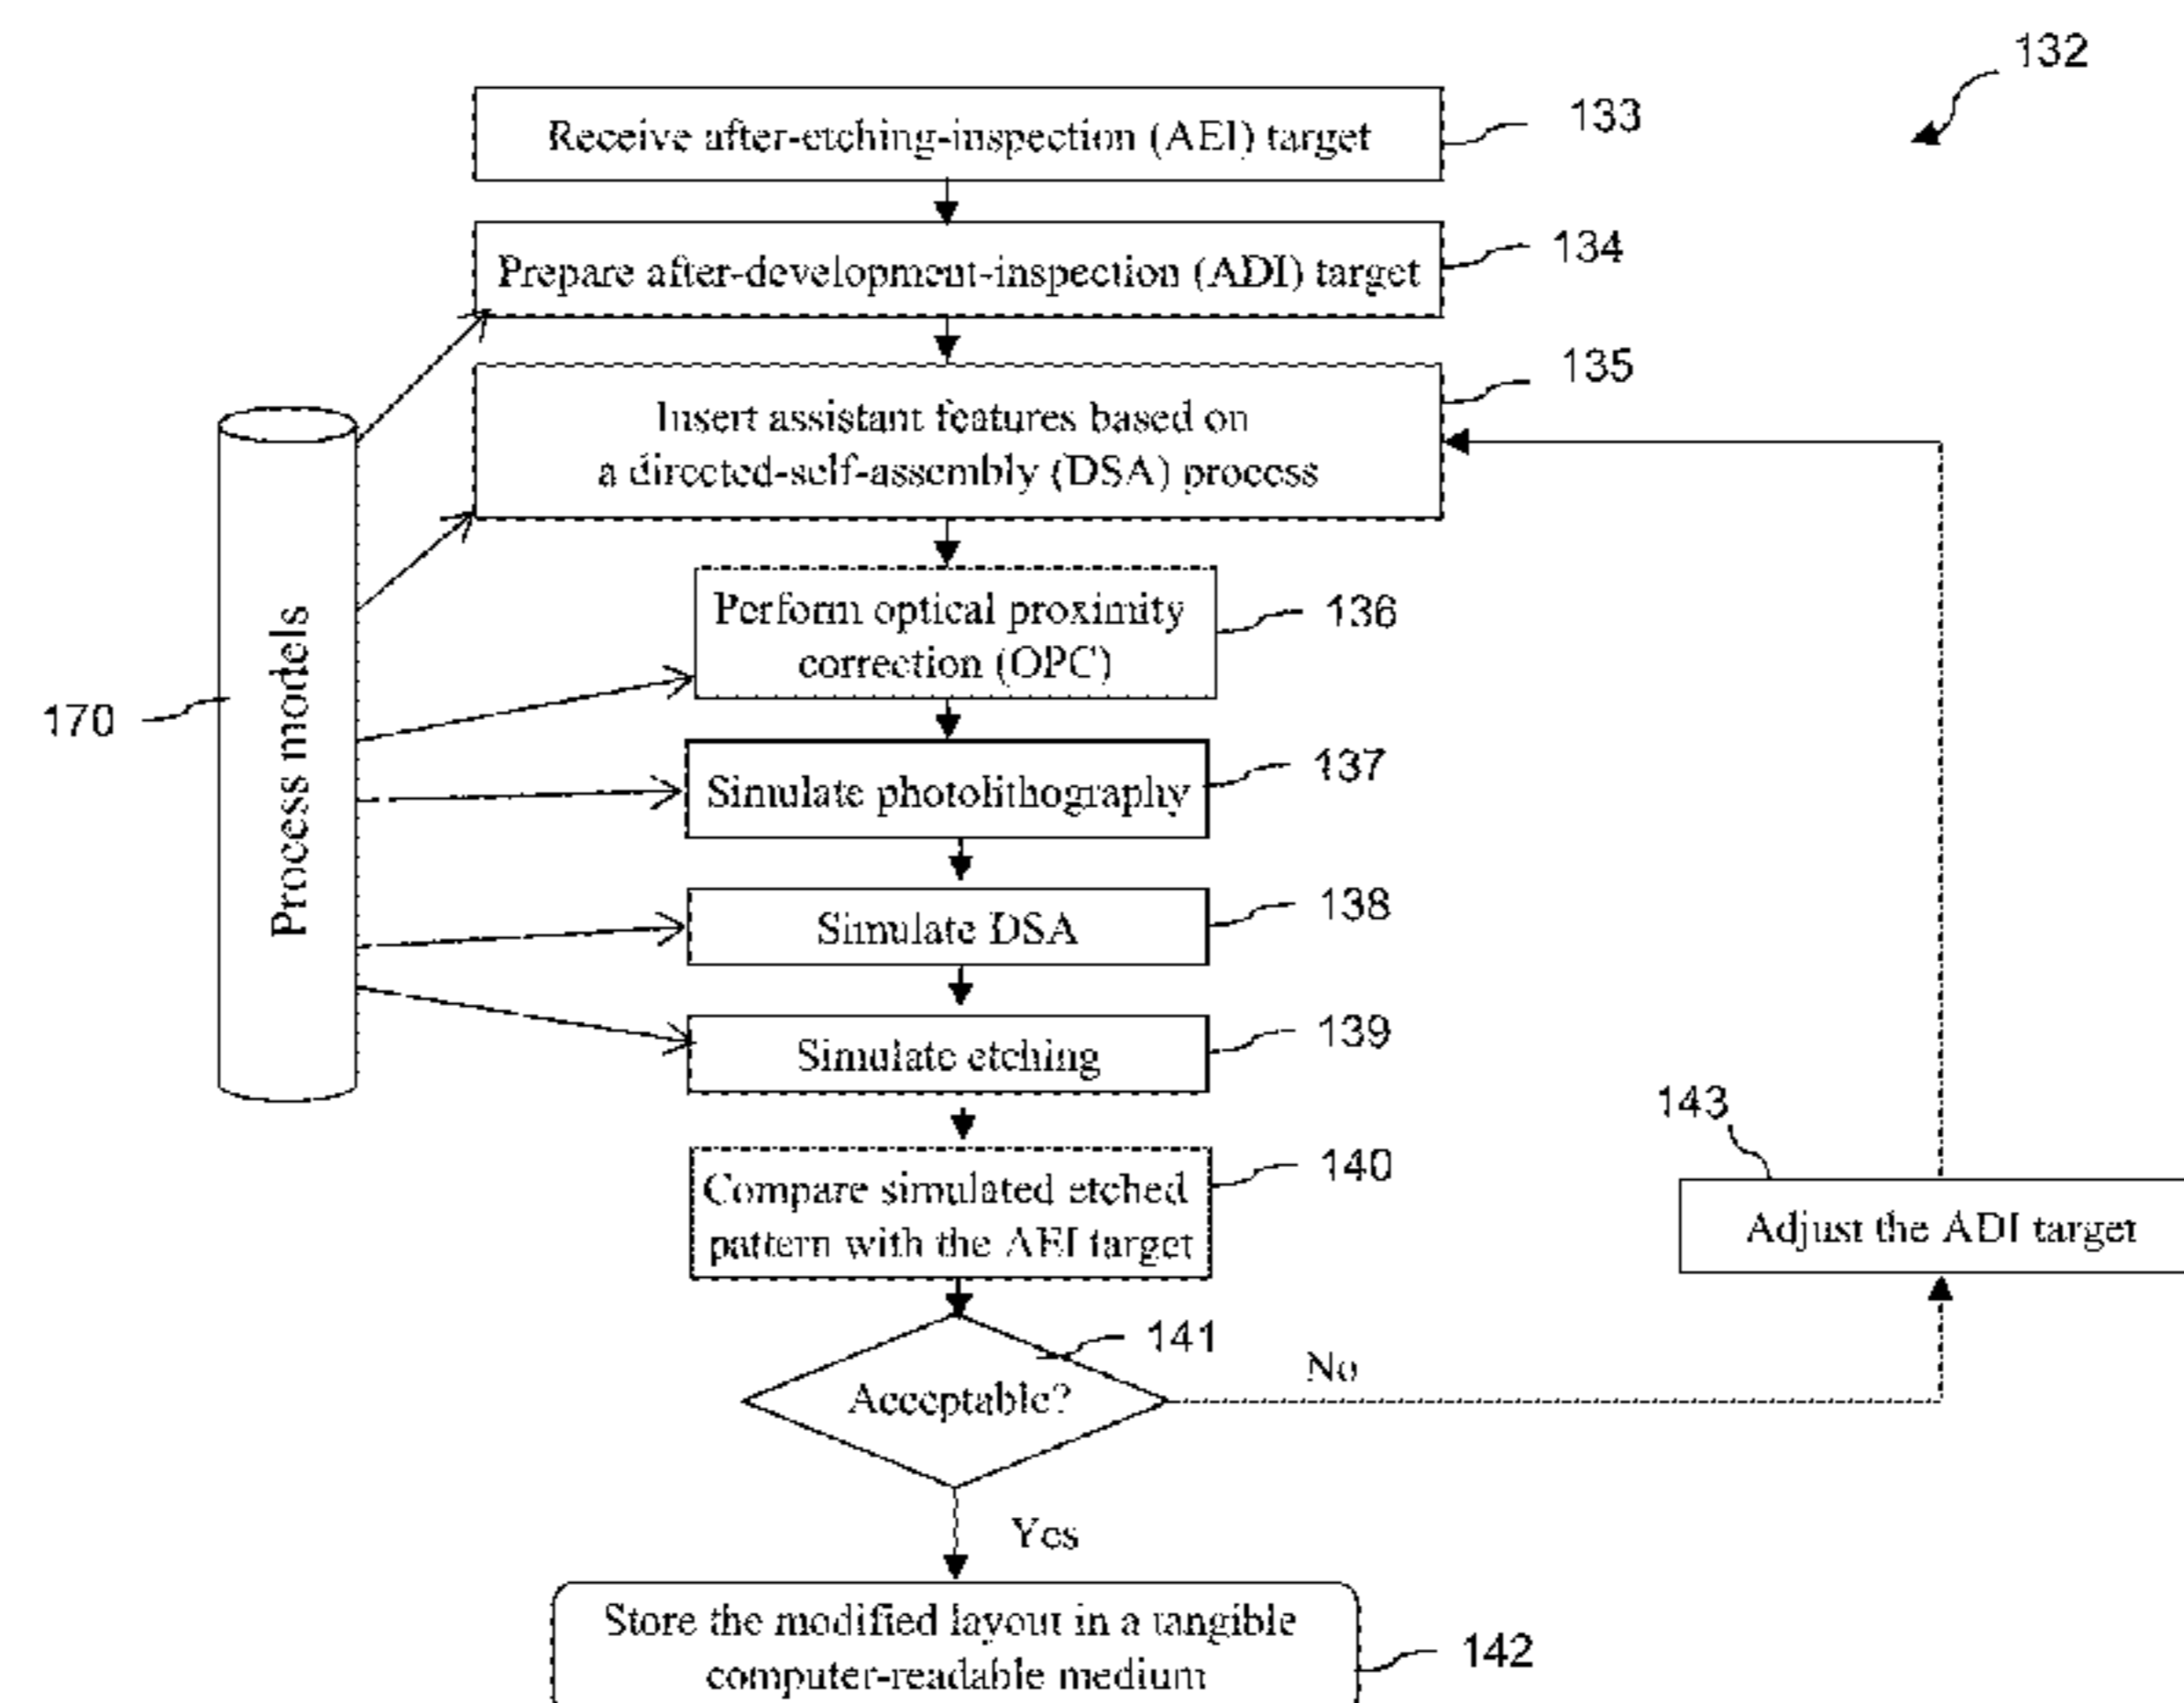 132
Receive after-etching-inspection (AEI) target
133
Prepare after-development-inspection (ADI) target
134
Insert assistant features based on
a directed-self-assembly (DSA) process
135
Perform optical proximity
correction (OPC)
136
Process models
170
Simulate photolithography
137
Simulate DSA
138
Simulate etching
139
Compare simulated etched
pattern with the AEI target
140
143
Adjust the ADI target
141
Acceptable?
No
Yes
Store the modified layout in a tangible
computer-readable medium
142